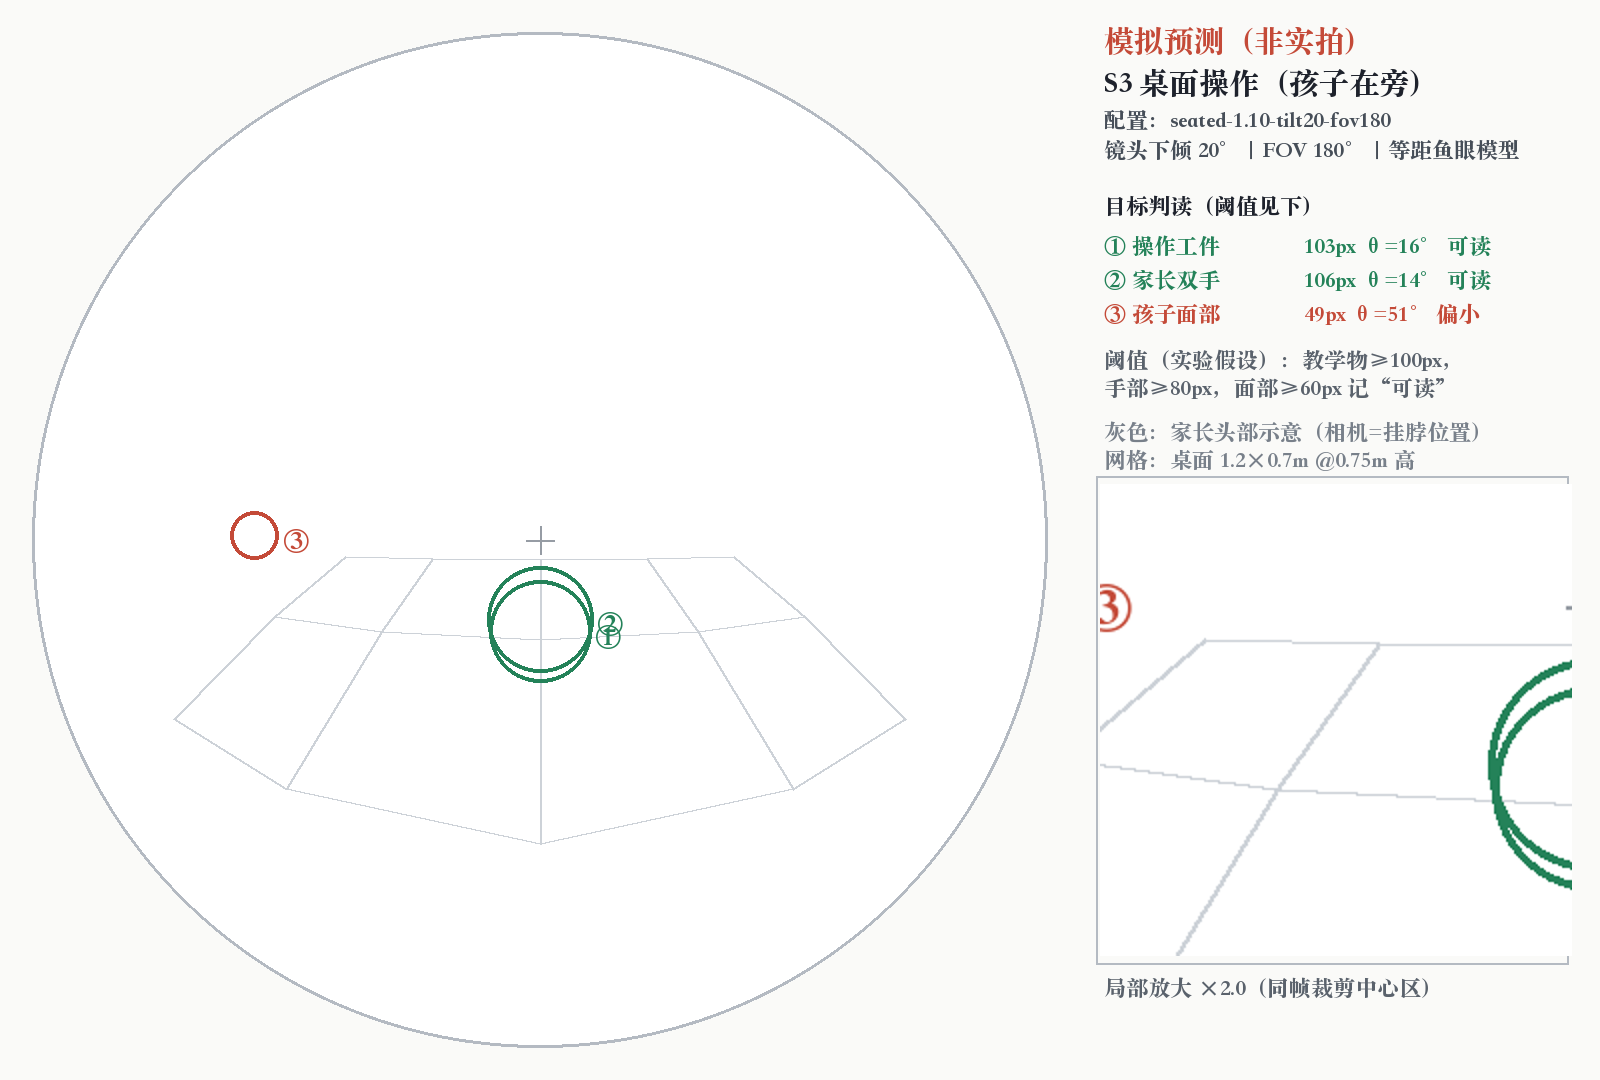 模拟预测（非实拍）
S3 桌面操作（孩子在旁）
配置：seated-1.10-tilt20-fov180
镜头下倾 20° | FOV 180° | 等距鱼眼模型
目标判读（阈值见下）
① 操作工件 103px θ=16° 可读
② 家长双手 106px θ=14° 可读
③ 孩子面部 49px θ=51° 偏小
阈值（实验假设）：教学物≥100px，
手部≥80px，面部≥60px 记“可读”
灰色：家长头部示意（相机=挂脖位置）
网格：桌面 1.2×0.7m @0.75m 高
③
②
①
③
局部放大 ×2.0（同帧裁剪中心区）